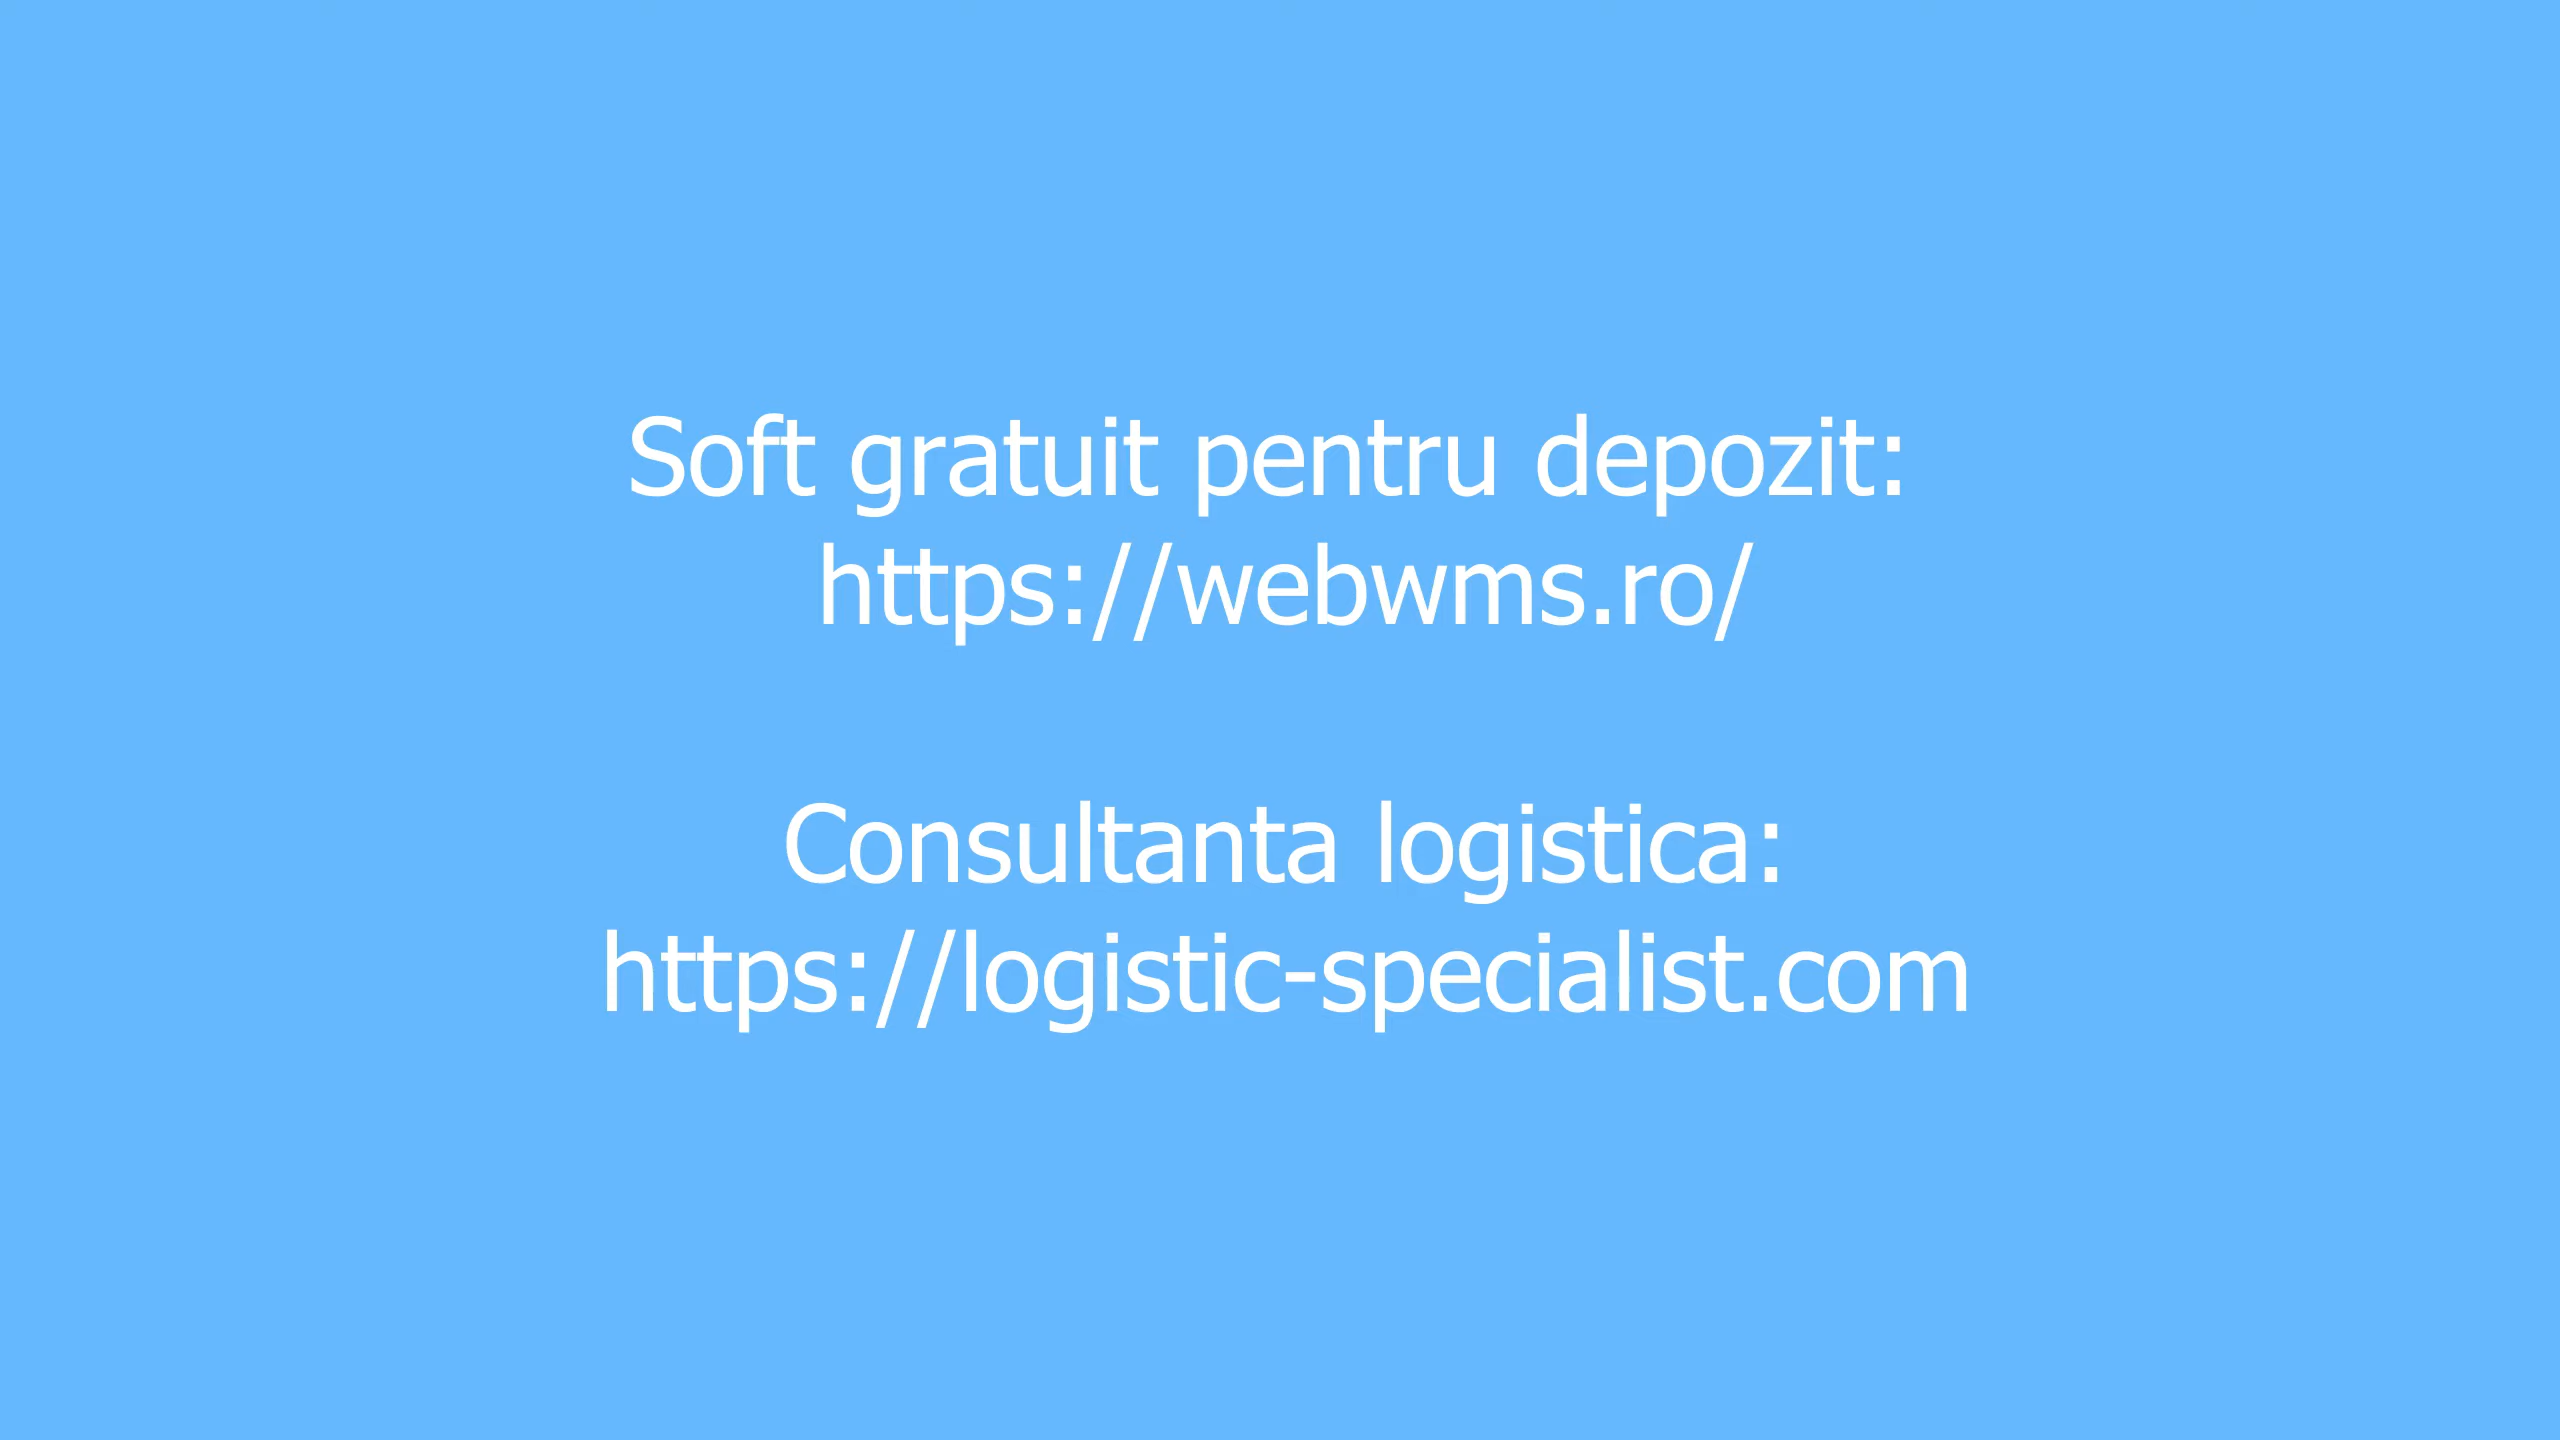 Soft gratuit pentru depozit:
https://webwms.ro/
Consultanta logistica:
https://logistic-specialist.com